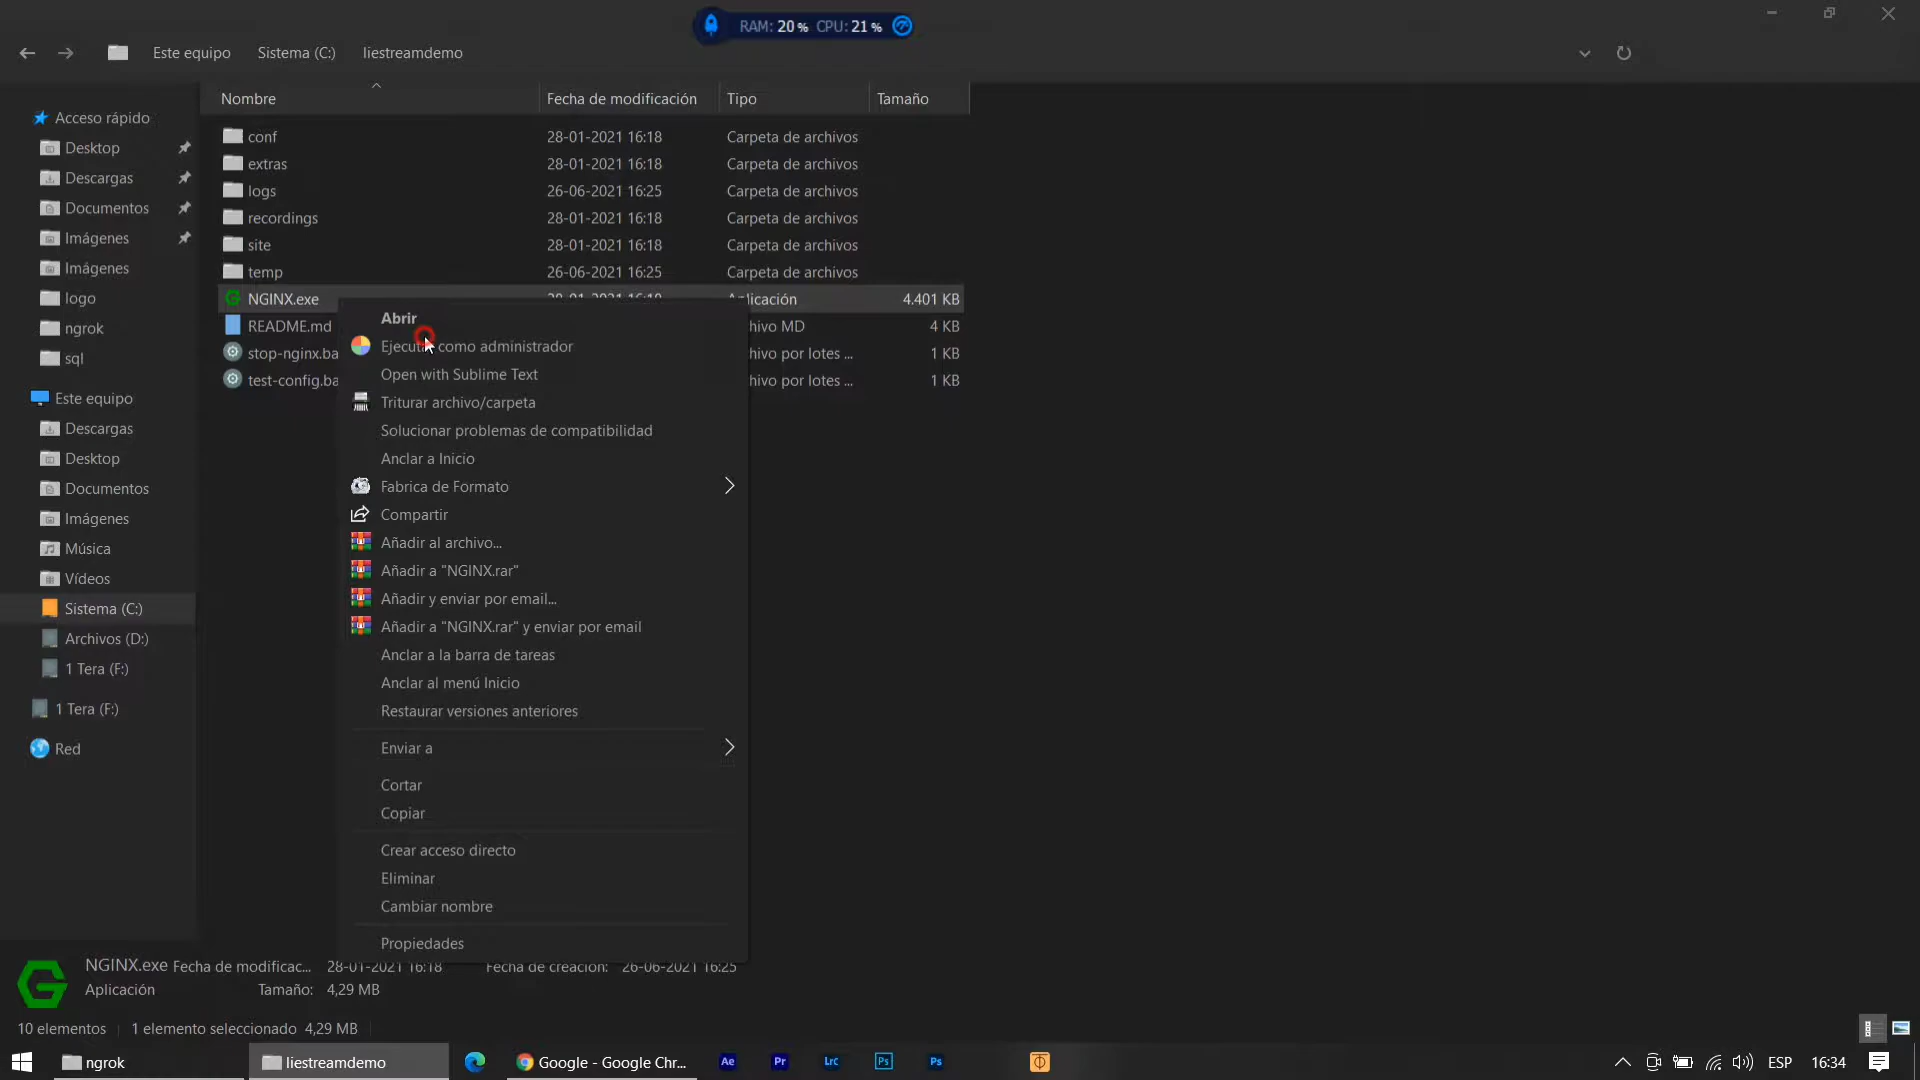 RAM: 20 % CPU: 21 %
Este equipo Sistema (C:) liestreamdemo
Nombre Fecha de modificación Tipo Tamaño
Acceso rápido
Desktop
Descargas
Documentos
Imágenes
Imágenes
logo
ngrok
sql
Este equipo
Descargas
Desktop
Documentos
Imágenes
Música
Vídeos
Sistema (C:)
Archivos (D:)
1 Tera (F:)
1 Tera (F:)
Red
conf 28-01-2021 16:18 Carpeta de archivos
extras 28-01-2021 16:18 Carpeta de archivos
logs 26-06-2021 16:25 Carpeta de archivos
recordings 28-01-2021 16:18 Carpeta de archivos
site 28-01-2021 16:18 Carpeta de archivos
temp 26-06-2021 16:25 Carpeta de archivos
NGINX.exe 4.401 KB
README.md hivo MD 4 KB
stop-nginx.ba hivo por lotes ... 1 KB
test-config.ba hivo por lotes ... 1 KB
Abrir
Ejecutar como administrador
Open with Sublime Text
Triturar archivo/carpeta
Solucionar problemas de compatibilidad
Anclar a Inicio
Fabrica de Formato
Compartir
Añadir al archivo...
Añadir a "NGINX.rar"
Añadir y enviar por email...
Añadir a "NGINX.rar" y enviar por email
Anclar a la barra de tareas
Anclar al menú Inicio
Restaurar versiones anteriores
Enviar a
Cortar
Copiar
Crear acceso directo
Eliminar
Cambiar nombre
Propiedades
NGINX.exe Fecha de modificac... 28-01-2021 16:18 Fecha de creación: 26-06-2021 16:25
Aplicación Tamaño: 4,29 MB
10 elementos 1 elemento seleccionado 4,29 MB
ngrok liestreamdemo Google - Google Chr... Ae Pr Lrc Ps Ps ESP 16:34